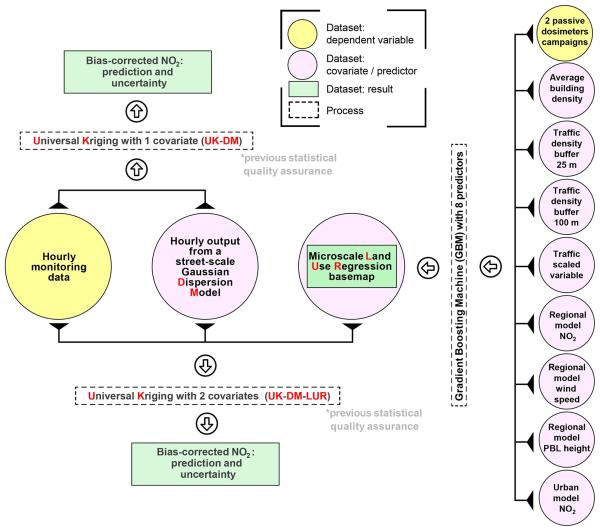 Bias-corrected NO2:
prediction and
uncertainty
Universal Kriging with 1 covariate (UK-DM)
*previous statistical
quality assurance
Dataset:
dependent variable
Dataset:
covariate / predictor
Dataset: result
Process
Hourly
monitoring
data
Hourly output
from a
street-scale
Gaussian
Dispersion
Model
Microscale Land
Use Regression
basemap
Universal Kriging with 2 covariates (UK-DM-LUR)
*previous statistical
quality assurance
Bias-corrected NO2:
prediction and
uncertainty
Gradient Boosting Machine (GBM) with 8 predictors
2 passive
dosimeters
campaigns
Average
building
density
Traffic
density
buffer
25 m
Traffic
density
buffer
100 m
Traffic
scaled
variable
Regional
model
NO2
Regional
model
wind
speed
Regional
model
PBL height
Urban
model
NO2